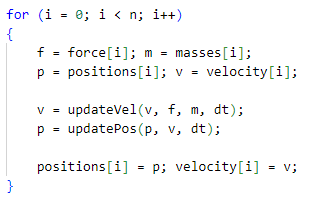 for (i = 0; i < n; i++)
{
    f = force[i]; m = masses[i];
    p = positions[i]; v = velocity[i];

    v = updateVel(v, f, m, dt);
    p = updatePos(p, v, dt);

    positions[i] = p; velocity[i] = v;
}